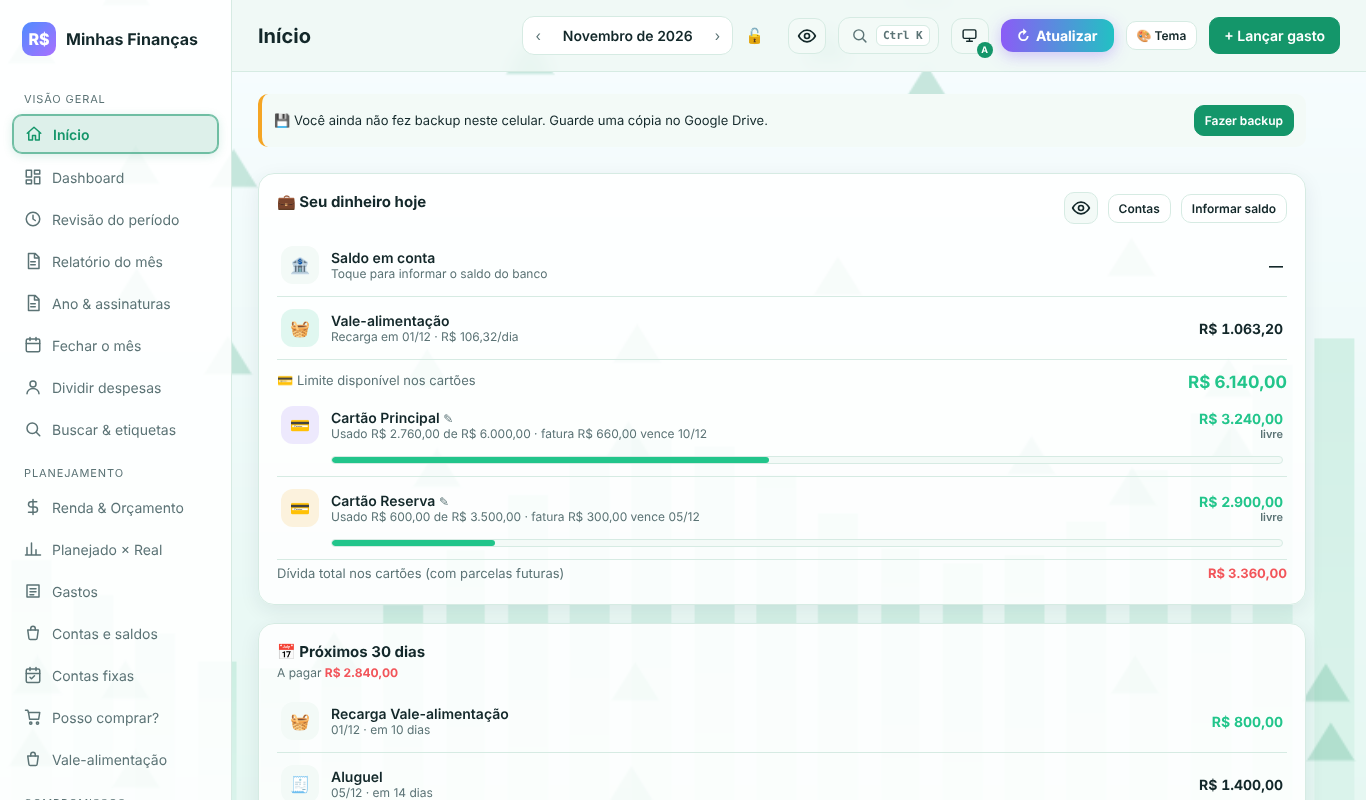 R$ Minhas Finanças
VISÃO GERAL
Início
Dashboard
Revisão do período
Relatório do mês
Ano & assinaturas
Fechar o mês
Dividir despesas
Buscar & etiquetas
PLANEJAMENTO
Renda & Orçamento
Planejado × Real
Gastos
Contas e saldos
Contas fixas
Posso comprar?
Vale-alimentação
Início
‹ Novembro de 2026 ›
Ctrl K
A
↻ Atualizar
🎨 Tema
+ Lançar gasto
💾 Você ainda não fez backup neste celular. Guarde uma cópia no Google Drive.
Fazer backup
💼 Seu dinheiro hoje
Contas
Informar saldo
Saldo em conta
Toque para informar o saldo do banco
—
Vale-alimentação
Recarga em 01/12 · R$ 106,32/dia
R$ 1.063,20
💳 Limite disponível nos cartões
R$ 6.140,00
Cartão Principal ✎
Usado R$ 2.760,00 de R$ 6.000,00 · fatura R$ 660,00 vence 10/12
R$ 3.240,00
livre
Cartão Reserva ✎
Usado R$ 600,00 de R$ 3.500,00 · fatura R$ 300,00 vence 05/12
R$ 2.900,00
livre
Dívida total nos cartões (com parcelas futuras)
R$ 3.360,00
📅 Próximos 30 dias
A pagar R$ 2.840,00
Recarga Vale-alimentação
01/12 · em 10 dias
R$ 800,00
Aluguel
05/12 · em 14 dias
R$ 1.400,00